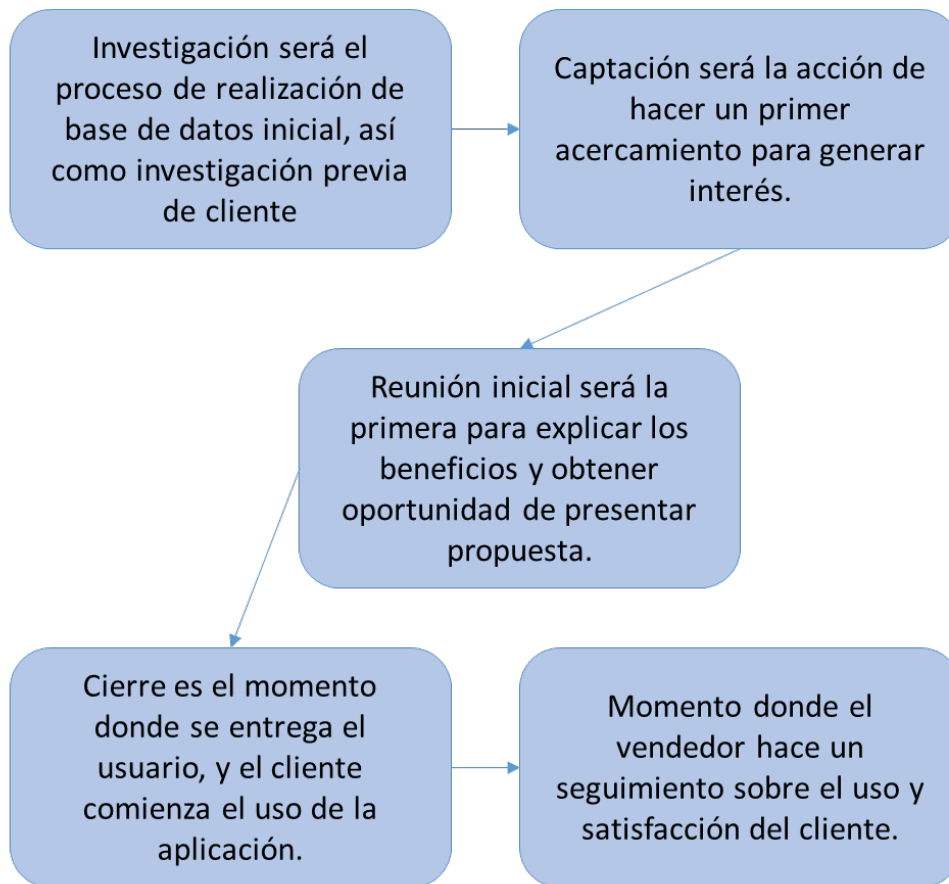 Investigación será el
proceso de realización de
base de datos inicial, así
como investigación previa
de cliente
Captación será la acción de
hacer un primer
acercamiento para generar
interés.
Reunión inicial será la
primera para explicar los
beneficios y obtener
oportunidad de presentar
propuesta.
Cierre es el momento
donde se entrega el
usuario, y el cliente
comienza el uso de la
aplicación.
Momento donde el
vendedor hace un
seguimiento sobre el uso y
satisfacción del cliente.